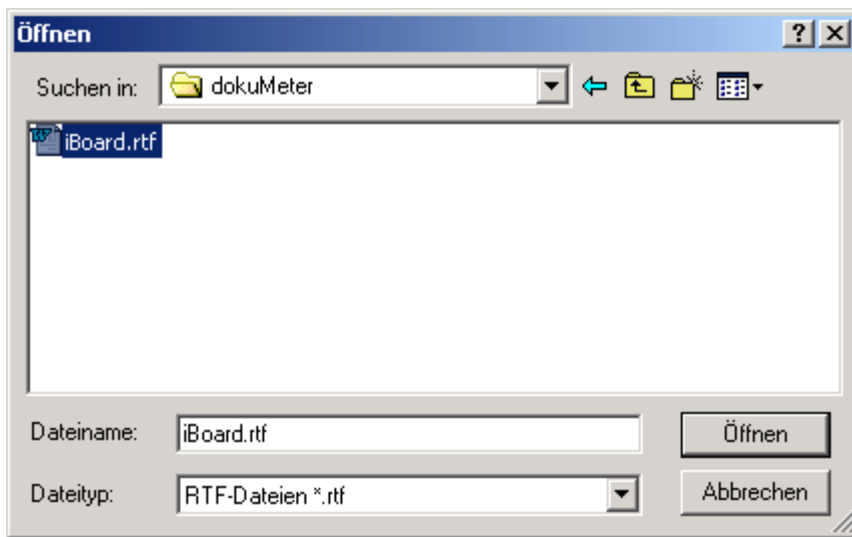 Öffnen
Suchen in: dokuMeter
iBoard.rtf
Dateiname: iBoard.rtf Öffnen
Dateityp: RTF-Dateien *.rtf Abbrechen